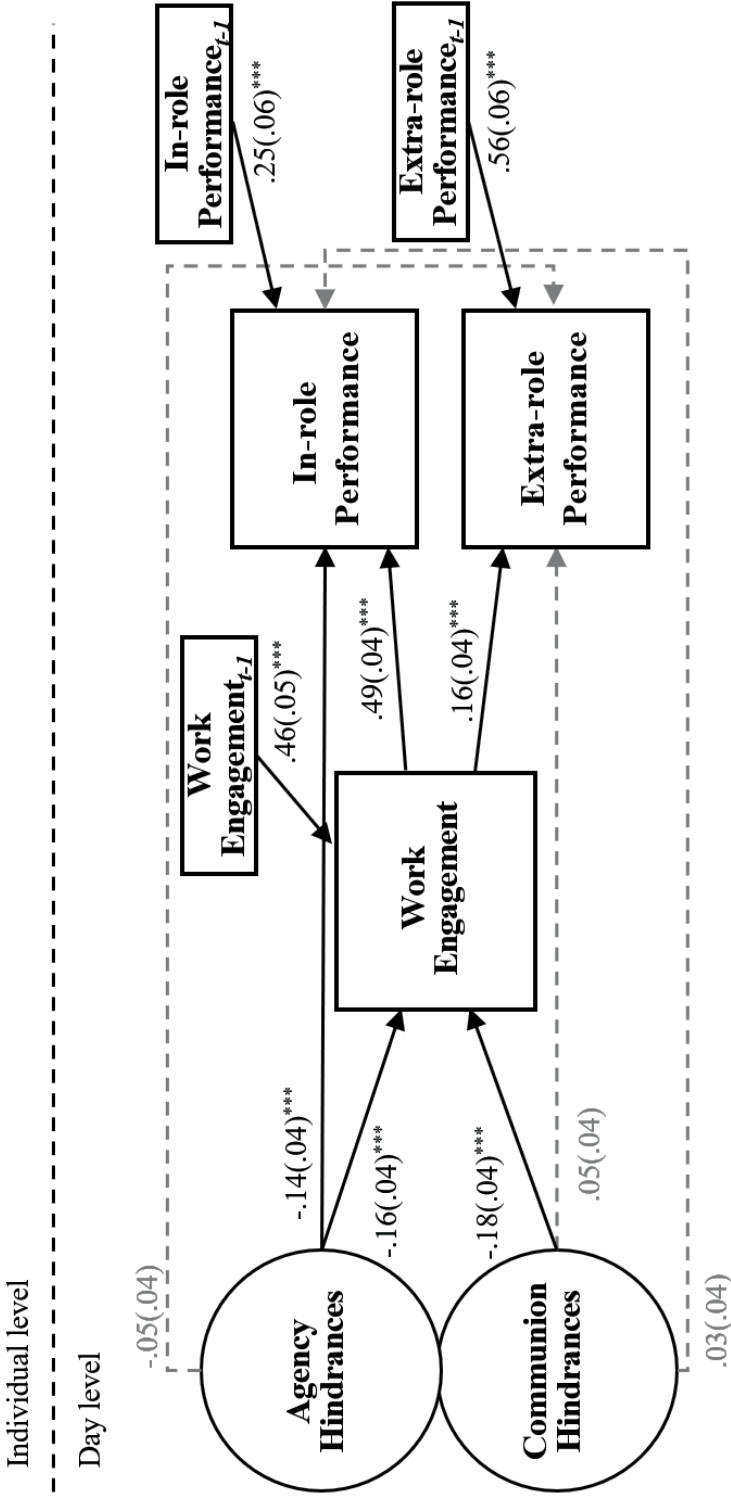 Individual level
Day level
-.05(.04)
Agency
Hindrances
-.14(.04)***
-.16(.04)***
-.18(.04)***
Communion
Hindrances
.05(.04)
.03(.04)
Work
Engagement t-1
.46(.05)***
Work
Engagement
.49(.04)***
.16(.04)***
In-role
Performance
Extra-role
Performance
In-role
Performance t-1
.25(.06)***
Extra-role
Performance t-1
.56(.06)***